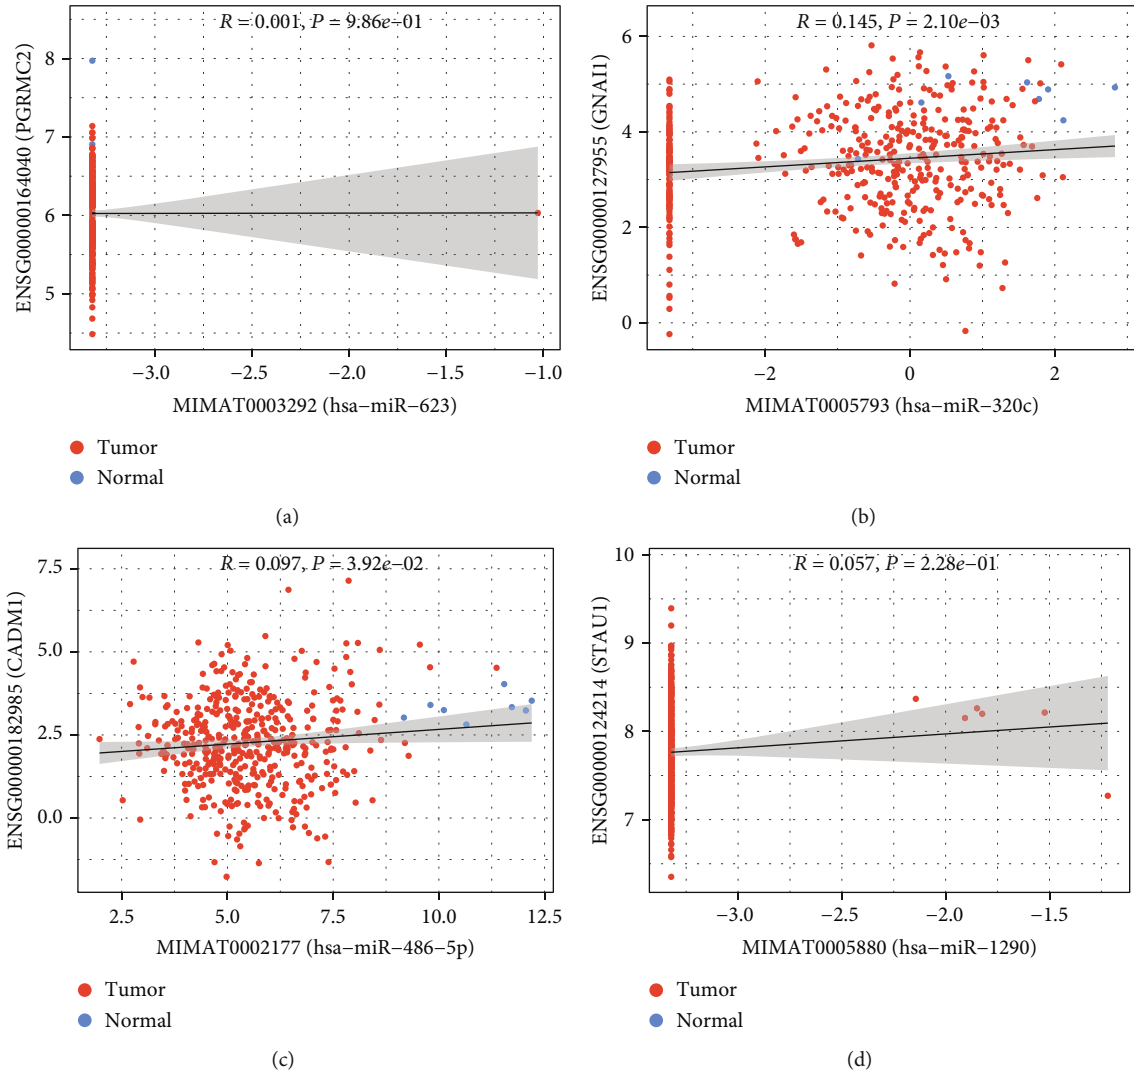 R = 0.001, P = 9.86e−01
ENSG00000164040 (PGRMC2)
8
7
6
5
−3.0 −2.5 −2.0 −1.5 −1.0
MIMAT0003292 (hsa−miR−623)
Tumor
Normal
(a)
R = 0.145, P = 2.10e−03
ENSG00000127955 (GNAI1)
6
4
2
0
−2 0 2
MIMAT0005793 (hsa−miR−320c)
Tumor
Normal
(b)
R = 0.097, P = 3.92e−02
ENSG00000182985 (CADM1)
7.5
5.0
2.5
0.0
2.5 5.0 7.5 10.0 12.5
MIMAT0002177 (hsa−miR−486−5p)
Tumor
Normal
(c)
R = 0.057, P = 2.28e−01
ENSG00000124214 (STAU1)
10
9
8
7
−3.0 −2.5 −2.0 −1.5
MIMAT0005880 (hsa−miR−1290)
Tumor
Normal
(d)